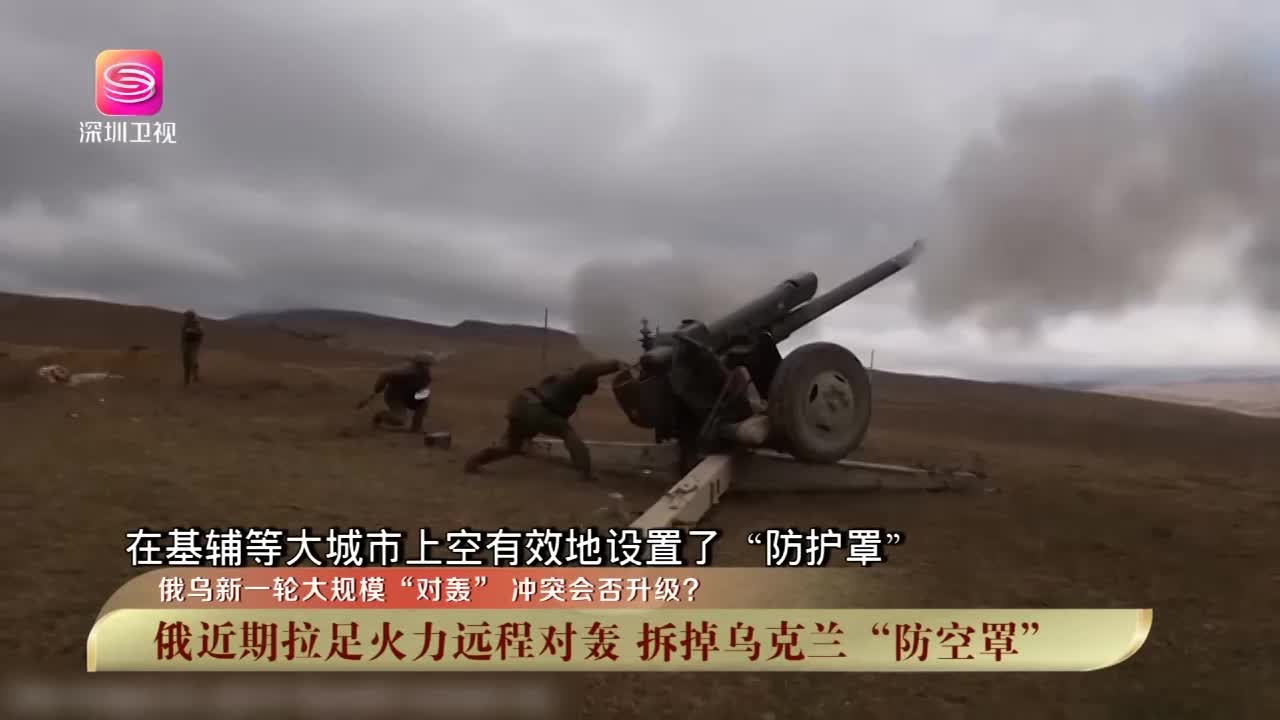 深圳卫视
在基辅等大城市上空有效地设置了“防护罩”
俄乌新一轮大规模“对轰” 冲突会否升级?
俄近期拉足火力远程对轰 拆掉乌克兰“防空罩”